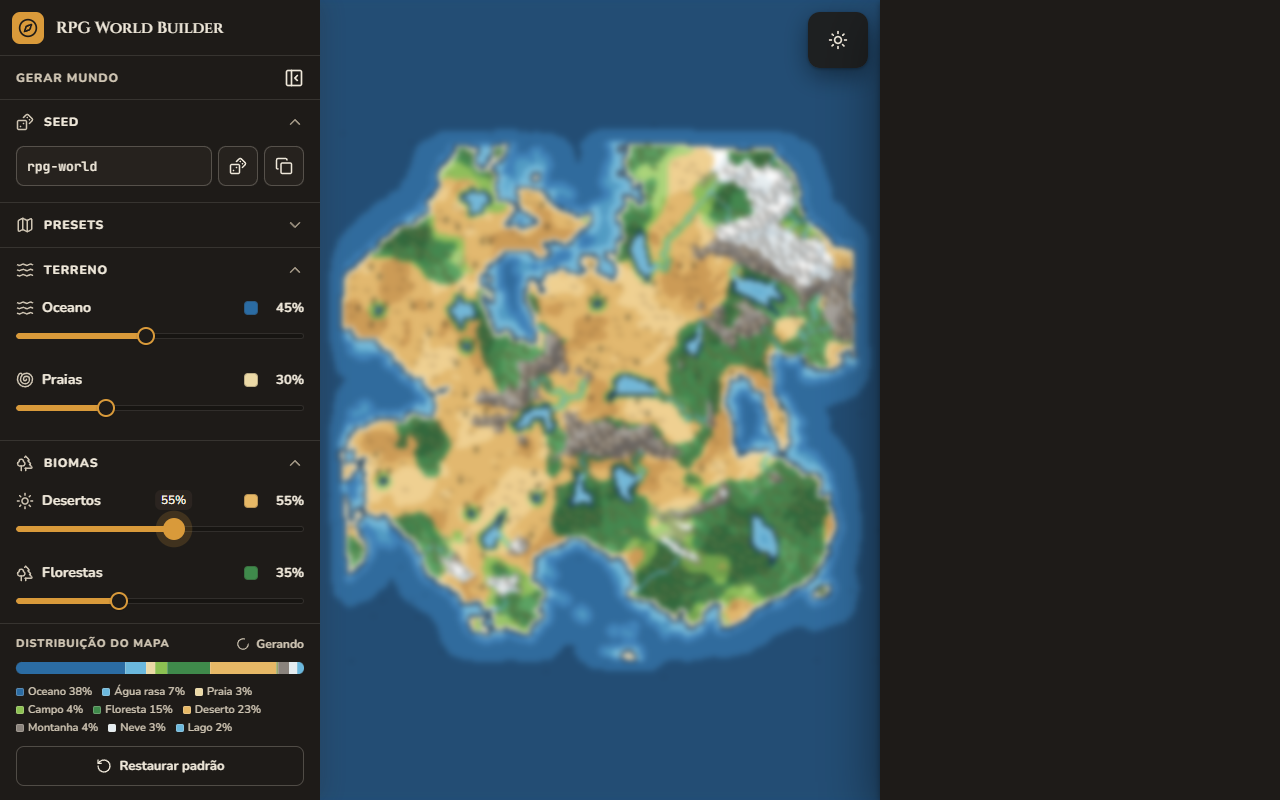 RPG World Builder
GERAR MUNDO
SEED
rpg-world
PRESETS
TERRENO
Oceano 45%
Praias 30%
BIOMAS
Desertos 55% 55%
Florestas 35%
DISTRIBUIÇÃO DO MAPA Gerando
Oceano 38% Água rasa 7% Praia 3%
Campo 4% Floresta 15% Deserto 23%
Montanha 4% Neve 3% Lago 2%
Restaurar padrão